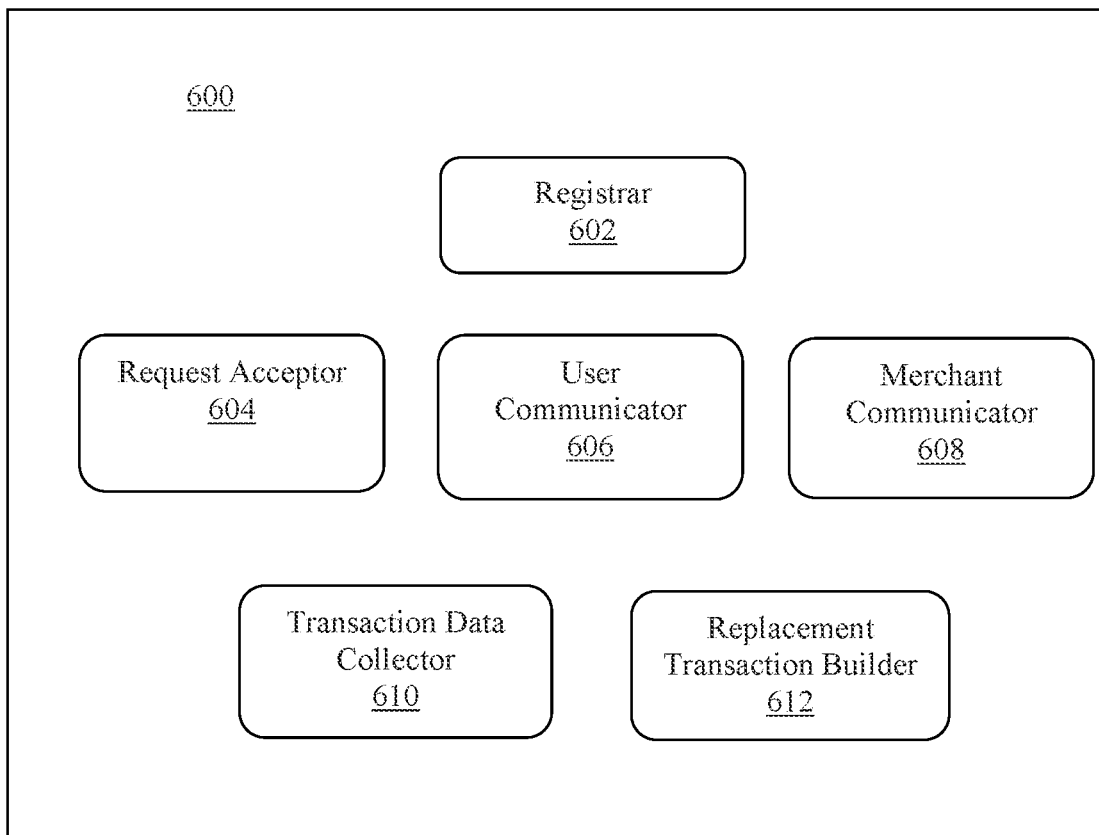 600
Registrar
602
Request Acceptor
604
User
Communicator
606
Merchant
Communicator
608
Transaction Data
Collector
610
Replacement
Transaction Builder
612